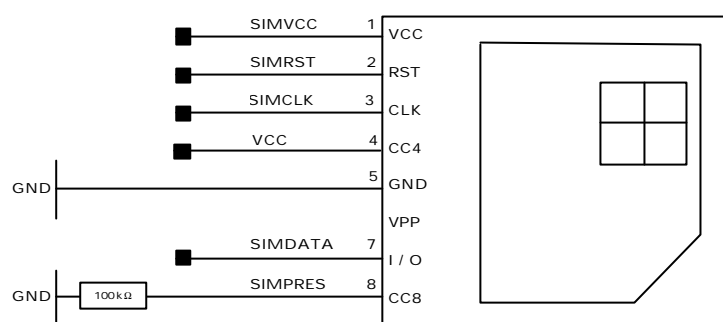 SIMVCC 1 VCC
SIMRST 2 RST
SIMCLK 3 CLK
VCC 4 CC4
GND 5 GND
VPP
SIMDATA 7 I / O
GND 100kΩ SIMPRES 8 CC8